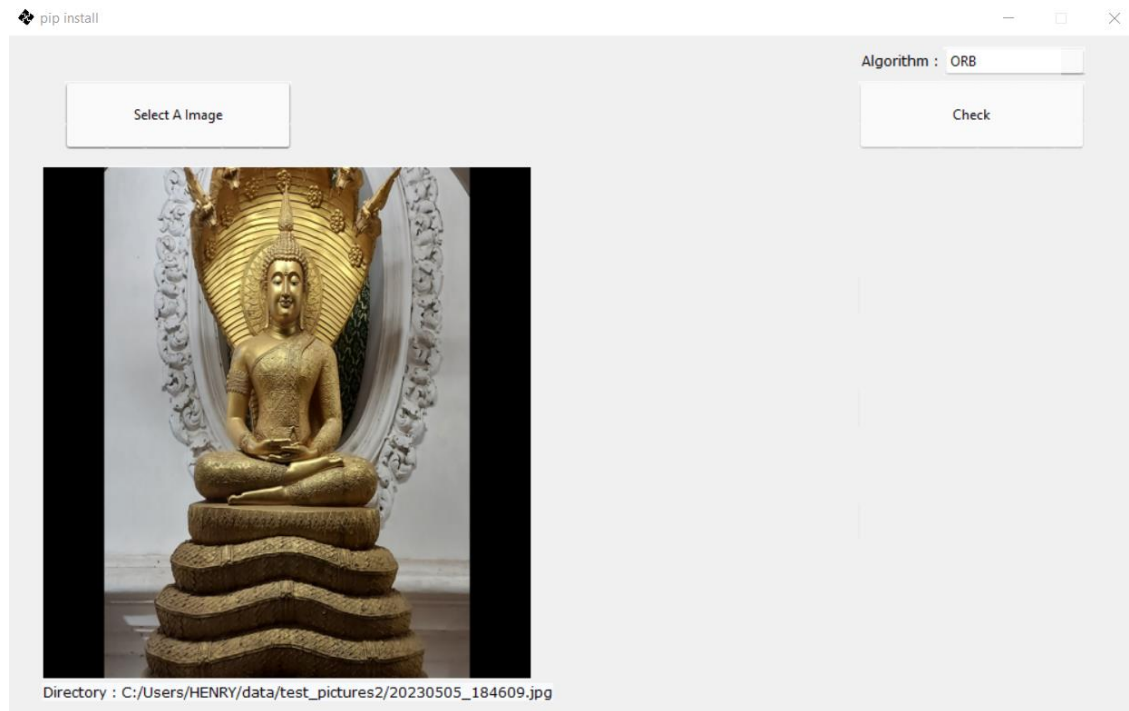 pip install
Algorithm : ORB
Select A Image
Check
Directory : C:/Users/HENRY/data/test_pictures2/20230505_184609.jpg